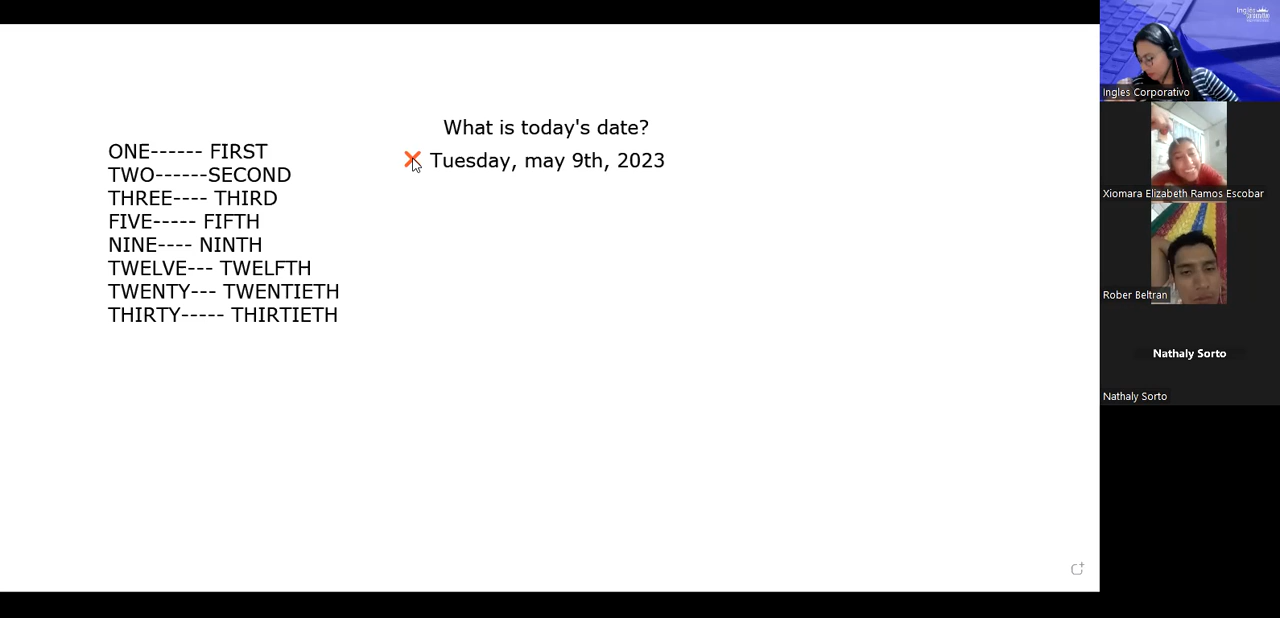 What is today's date?
❌ Tuesday, may 9th, 2023
ONE------ FIRST
TWO------SECOND
THREE---- THIRD
FIVE----- FIFTH
NINE---- NINTH
TWELVE--- TWELFTH
TWENTY--- TWENTIETH
THIRTY----- THIRTIETH
Ingles Corporativo
Xiomara Elizabeth Ramos Escobar
Rober Beltran
Nathaly Sorto
Nathaly Sorto